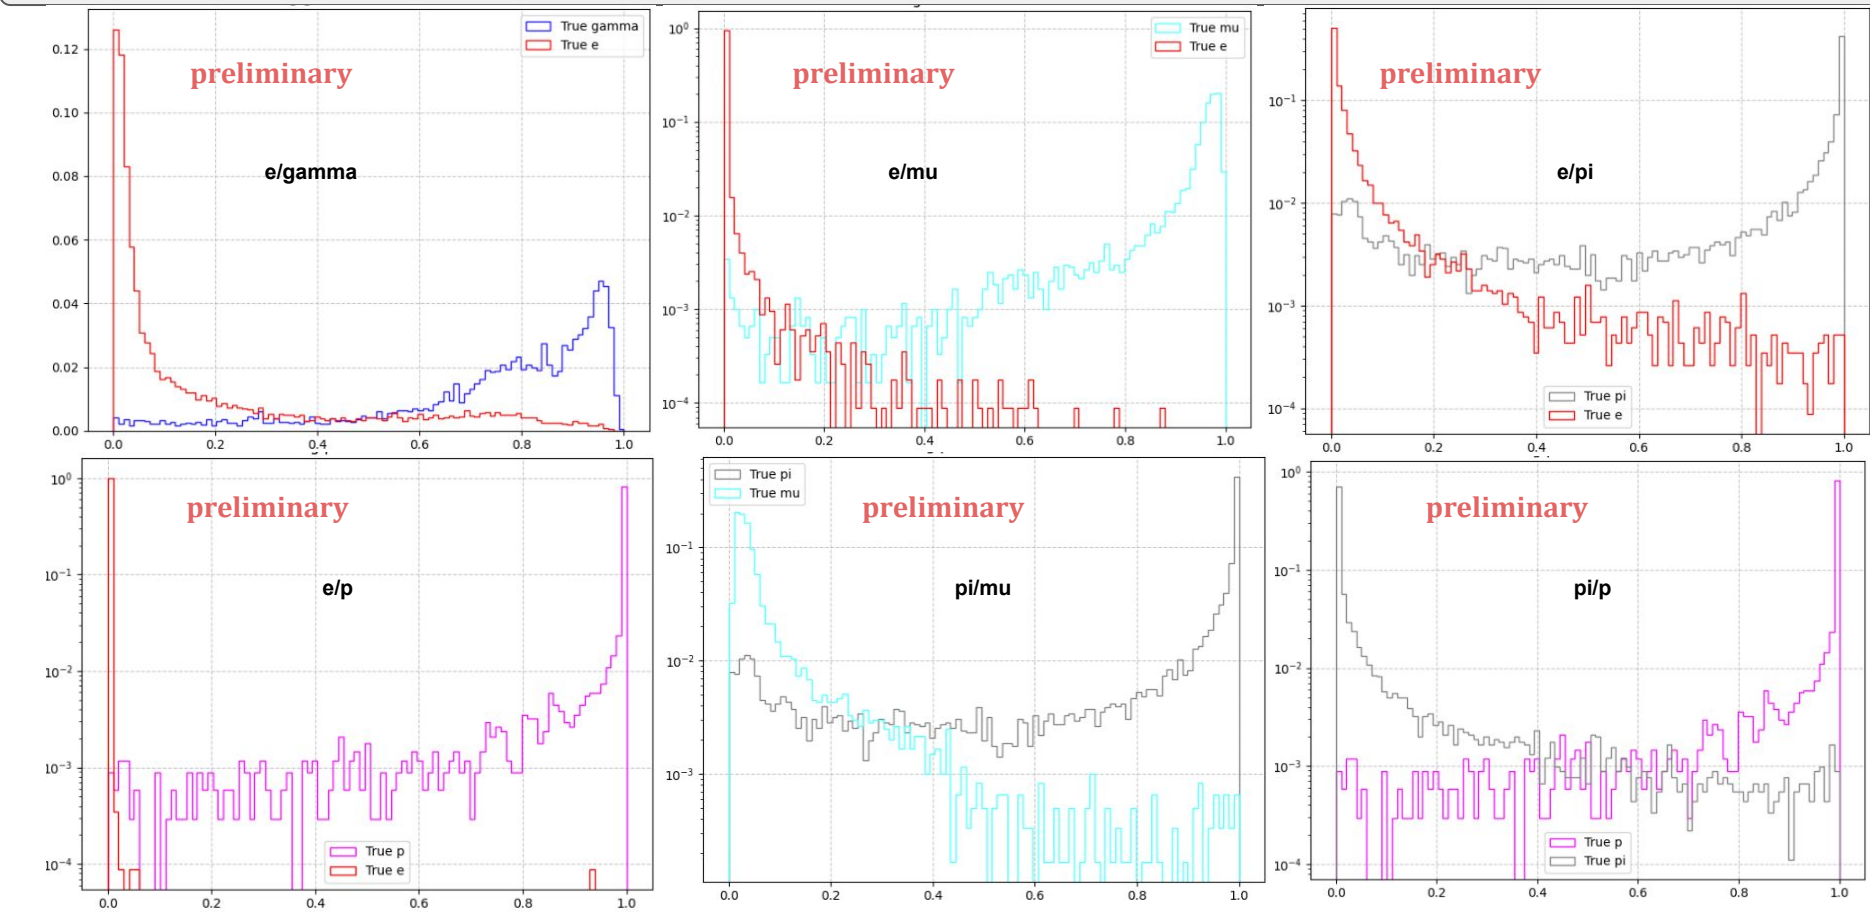 True gamma
True e
preliminary
e/gamma
0.12
0.10
0.08
0.06
0.04
0.02
0.00
0.0 0.2 0.4 0.6 0.8 1.0
True mu
True e
preliminary
e/mu
10⁰
10⁻¹
10⁻²
10⁻³
10⁻⁴
0.0 0.2 0.4 0.6 0.8 1.0
preliminary
e/pi
10⁻¹
10⁻²
10⁻³
10⁻⁴
True pi
True e
0.0 0.2 0.4 0.6 0.8 1.0
preliminary
e/p
10⁰
10⁻¹
10⁻²
10⁻³
10⁻⁴
True p
True e
0.0 0.2 0.4 0.6 0.8 1.0
True pi
True mu
preliminary
pi/mu
10⁻¹
10⁻²
10⁻³
0.0 0.2 0.4 0.6 0.8 1.0
preliminary
pi/p
10⁰
10⁻¹
10⁻²
10⁻³
10⁻⁴
True p
True pi
0.0 0.2 0.4 0.6 0.8 1.0